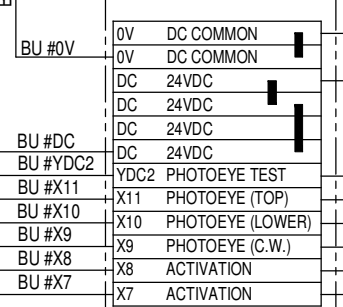 0V DC COMMON
BU #0V
0V DC COMMON
DC 24VDC
DC 24VDC
DC 24VDC
BU #DC
DC 24VDC
BU #YDC2
YDC2 PHOTOEYE TEST
BU #X11
X11 PHOTOEYE (TOP)
BU #X10
X10 PHOTOEYE (LOWER)
BU #X9
X9 PHOTOEYE (C.W.)
BU #X8
X8 ACTIVATION
BU #X7
X7 ACTIVATION